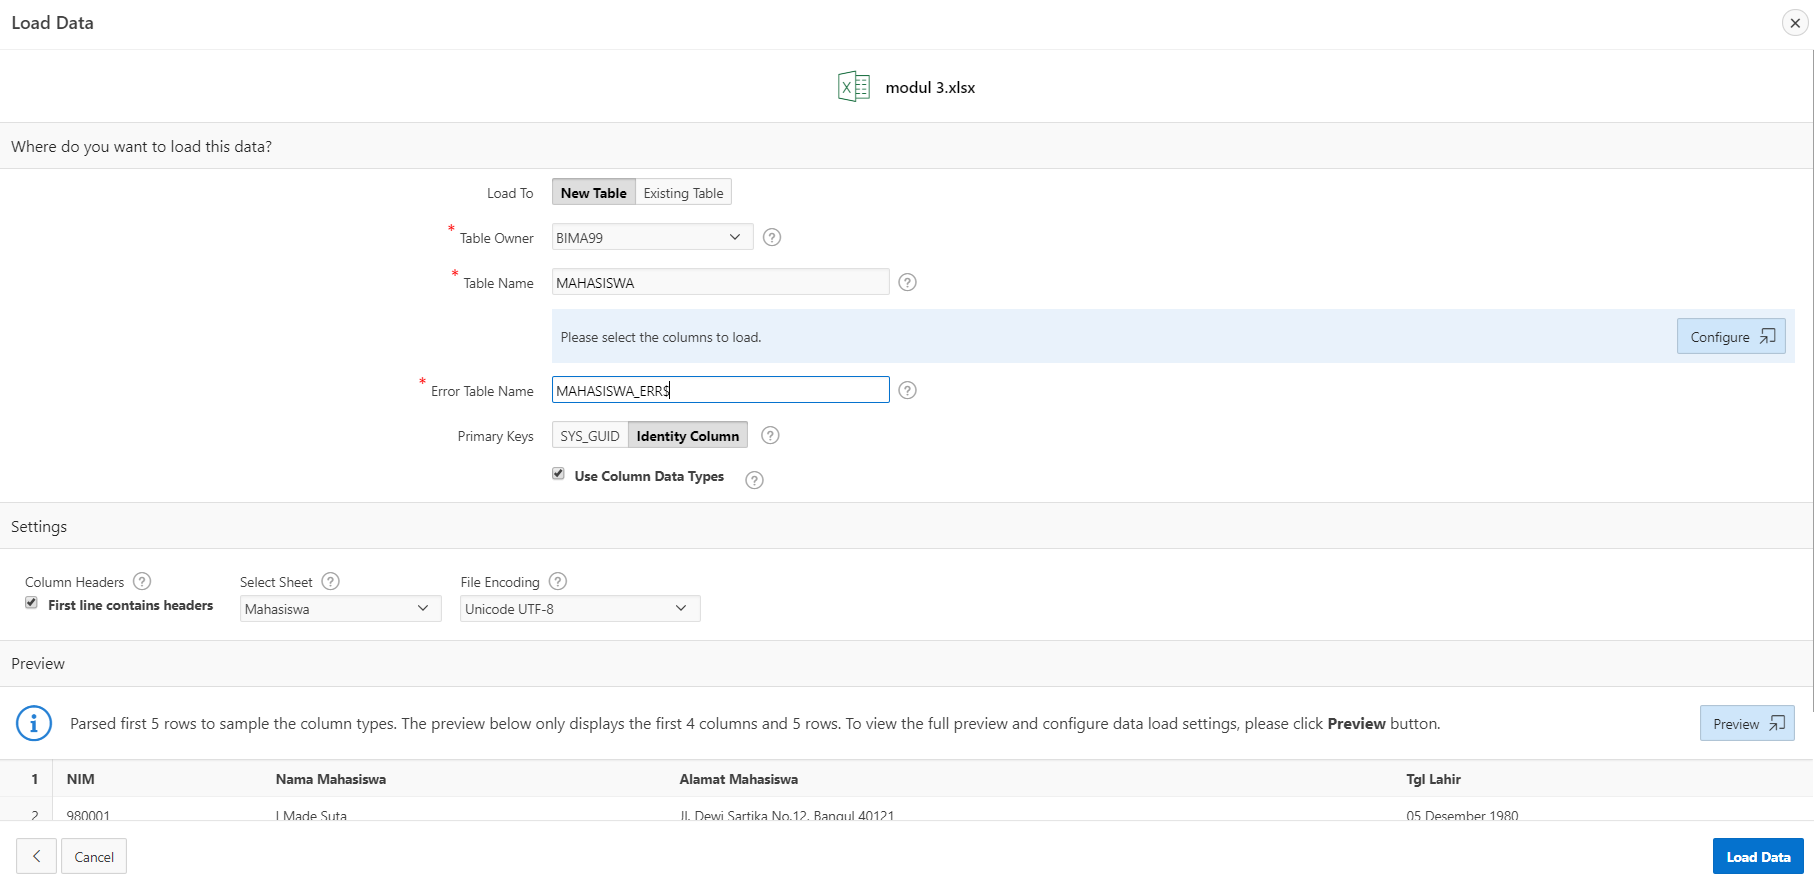 Load Data
modul 3.xlsx
Where do you want to load this data?
Load To New Table Existing Table
* Table Owner BIMA99
* Table Name MAHASISWA
Please select the columns to load. Configure
* Error Table Name MAHASISWA_ERR$
Primary Keys SYS_GUID Identity Column
Use Column Data Types
Settings
Column Headers Select Sheet File Encoding
First line contains headers Mahasiswa Unicode UTF-8
Preview
Parsed first 5 rows to sample the column types. The preview below only displays the first 4 columns and 5 rows. To view the full preview and configure data load settings, please click Preview button. Preview
1 NIM Nama Mahasiswa Alamat Mahasiswa Tgl Lahir
2 980001 I Made Suta Jl. Dewi Sartika No.12, Bangul 40121 05 Desember 1980
Cancel Load Data